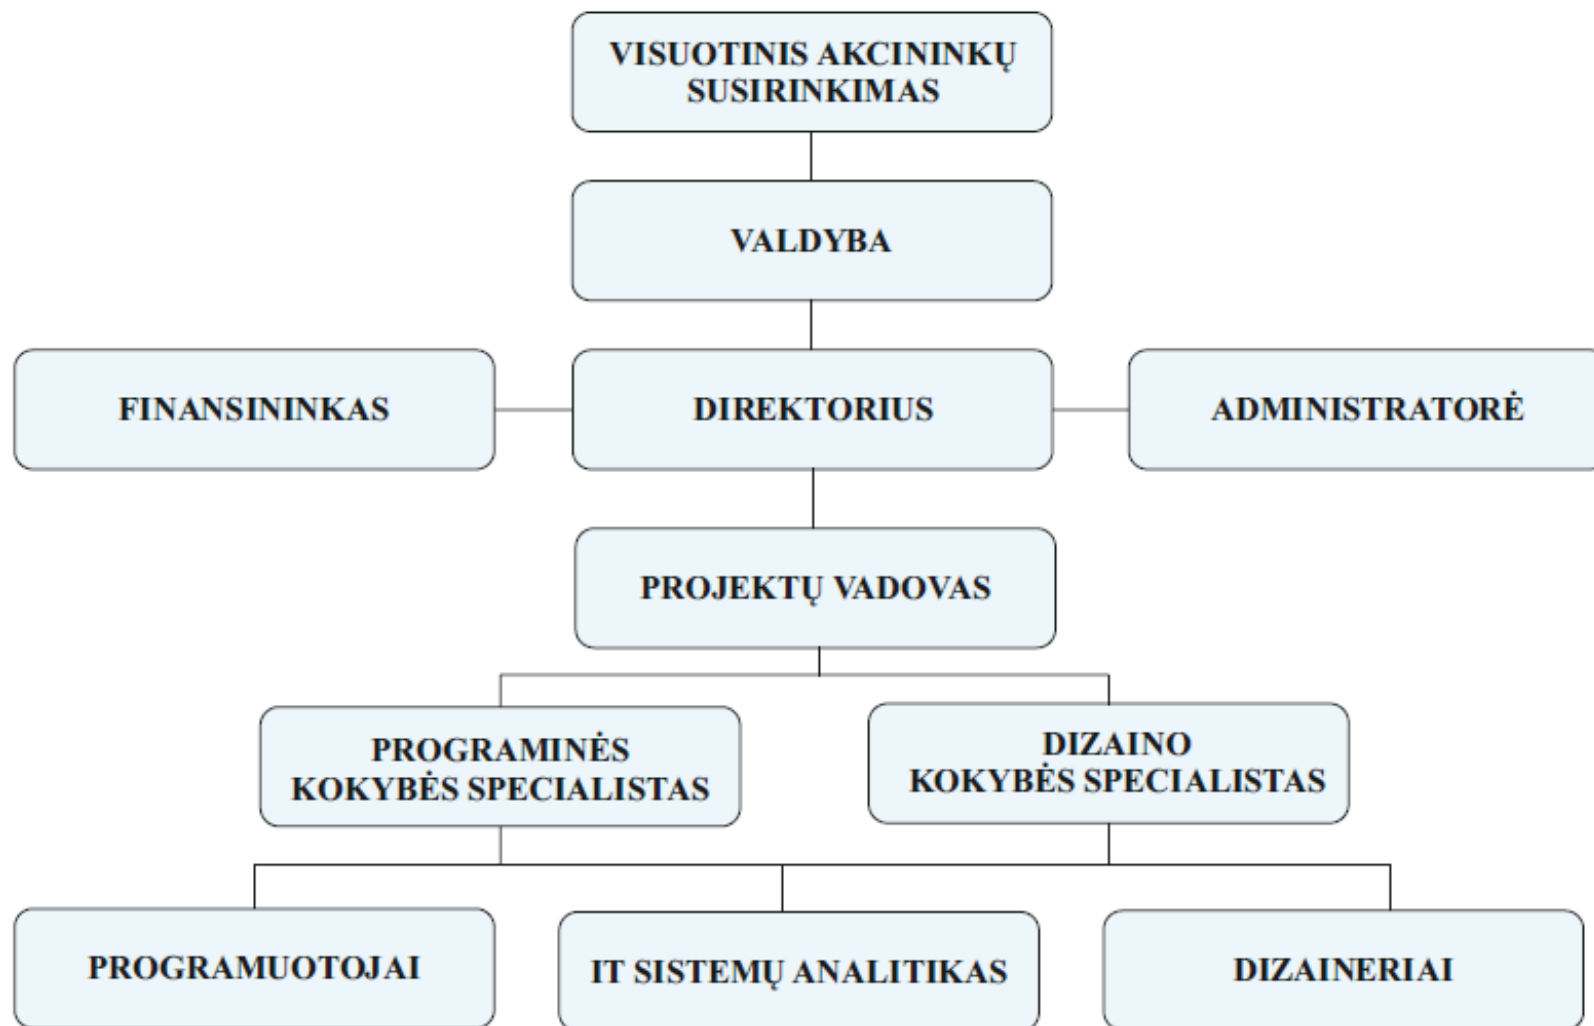 VISUOTINIS AKCININKŲ
SUSIRINKIMAS
VALDYBA
FINANSININKAS
DIREKTORIUS
ADMINISTRATORĖ
PROJEKTŲ VADOVAS
PROGRAMINĖS
KOKYBĖS SPECIALISTAS
DIZAINO
KOKYBĖS SPECIALISTAS
PROGRAMUOTOJAI
IT SISTEMŲ ANALITIKAS
DIZAINERIAI